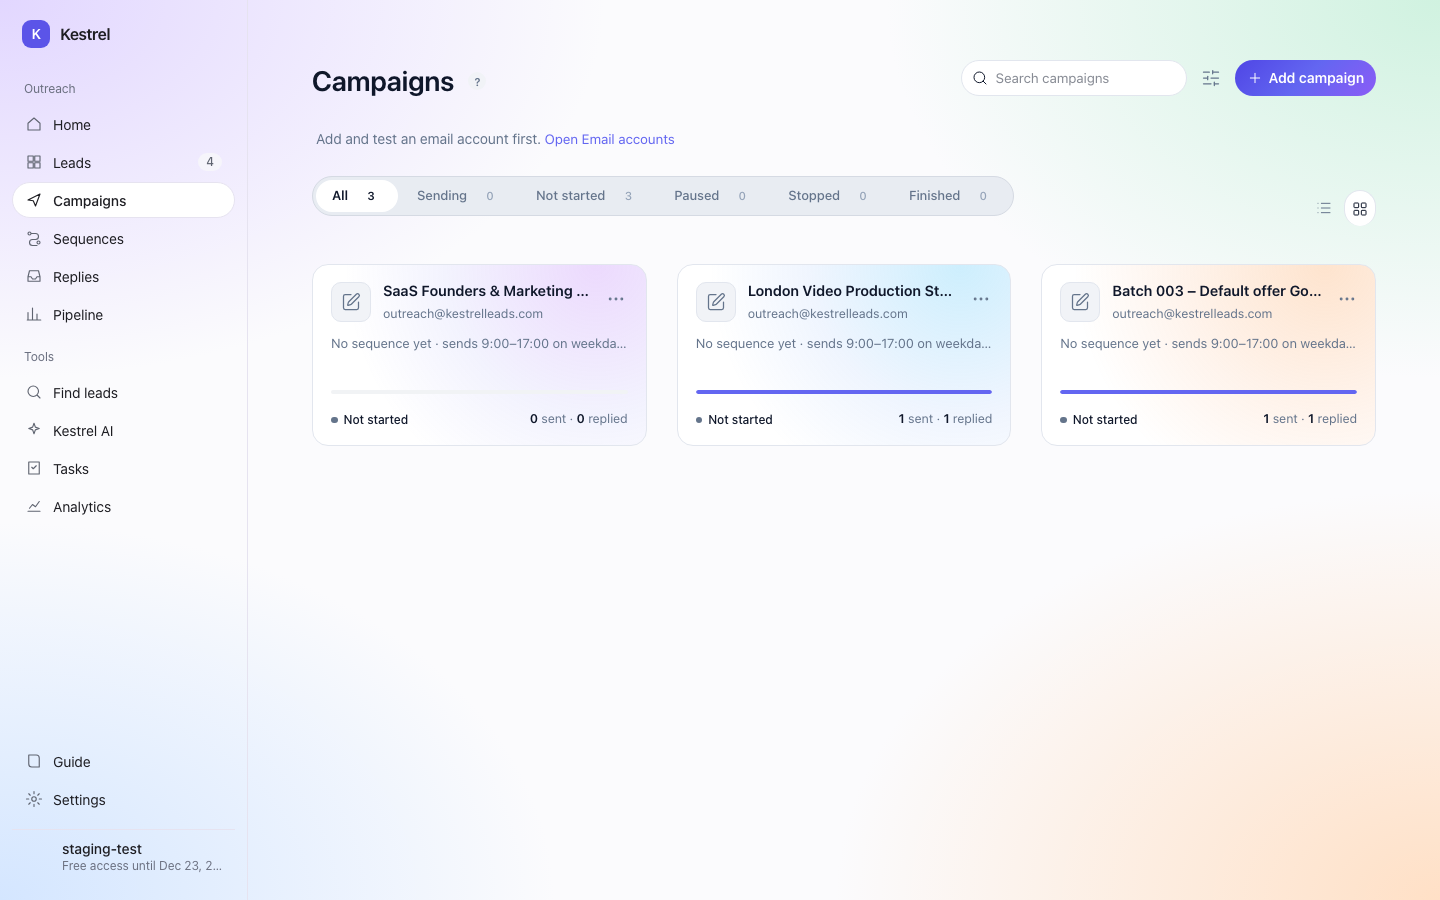 K Kestrel
Outreach
Home
Leads 4
Campaigns
Sequences
Replies
Pipeline
Tools
Find leads
Kestrel AI
Tasks
Analytics
Guide
Settings
staging-test
Free access until Dec 23, 2...
Campaigns ?
Search campaigns
Add campaign
Add and test an email account first. Open Email accounts
All 3 Sending 0 Not started 3 Paused 0 Stopped 0 Finished 0
SaaS Founders & Marketing ...
outreach@kestrelleads.com
No sequence yet · sends 9:00–17:00 on weekda...
Not started 0 sent · 0 replied
London Video Production St...
outreach@kestrelleads.com
No sequence yet · sends 9:00–17:00 on weekda...
Not started 1 sent · 1 replied
Batch 003 – Default offer Go...
outreach@kestrelleads.com
No sequence yet · sends 9:00–17:00 on weekda...
Not started 1 sent · 1 replied